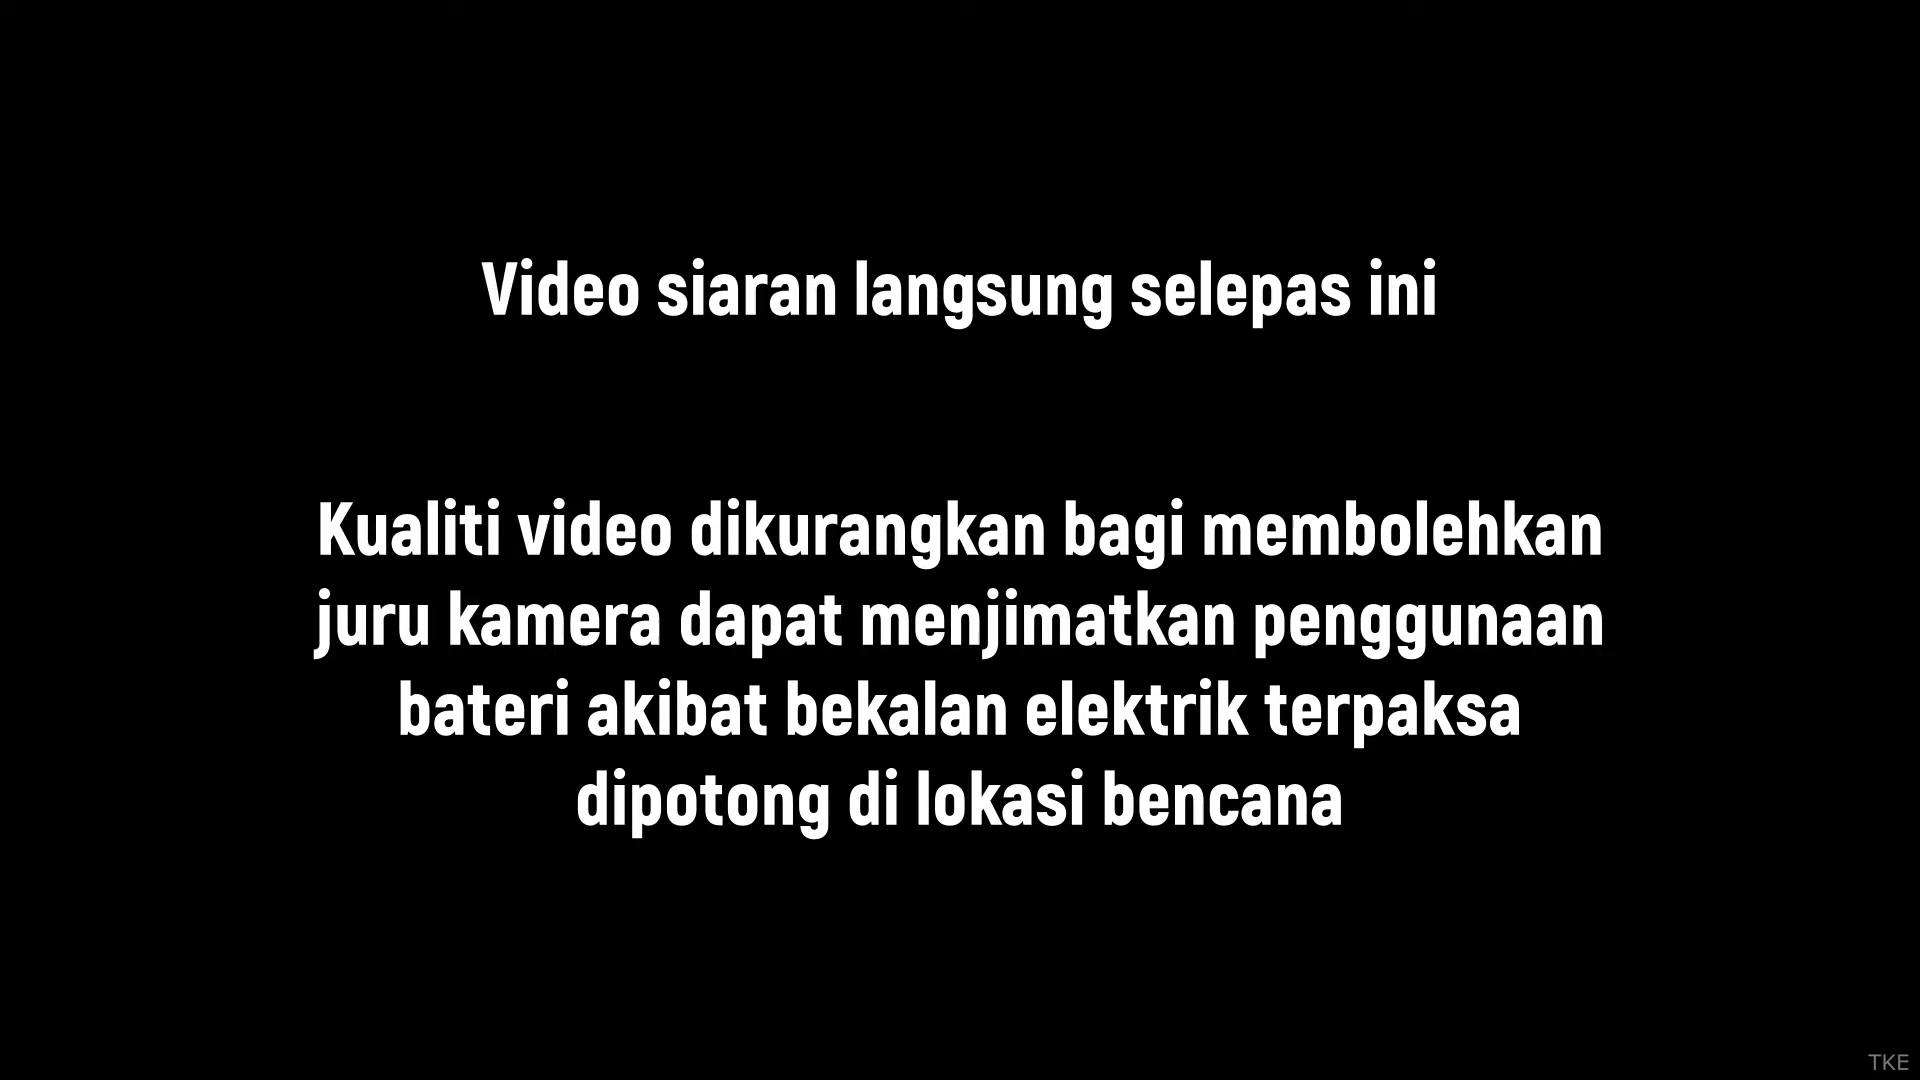 Video siaran langsung selepas ini
Kualiti video dikurangkan bagi membolehkan
juru kamera dapat menjimatkan penggunaan
bateri akibat bekalan elektrik terpaksa
dipotong di lokasi bencana
TKE